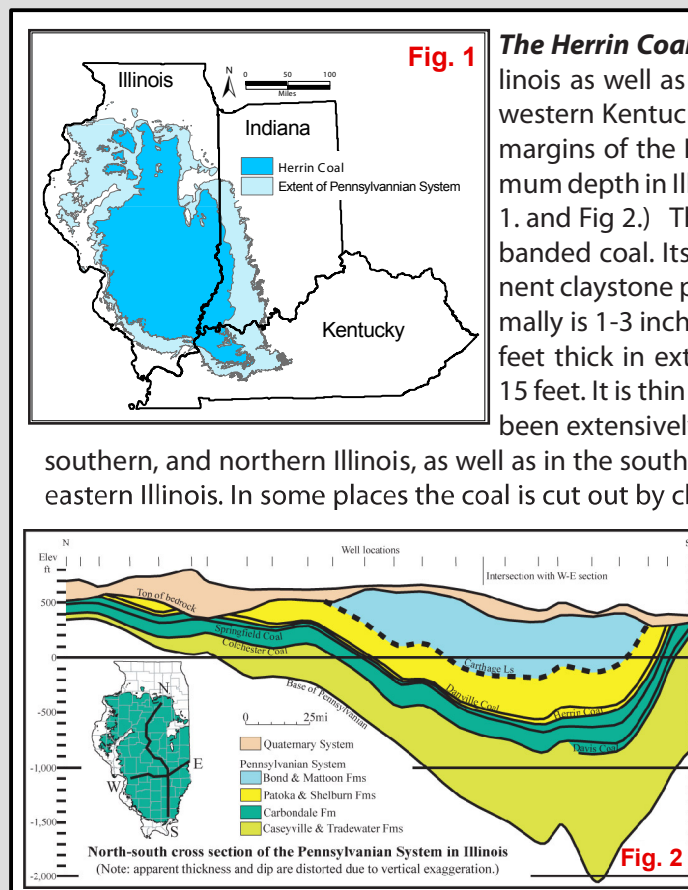 Fig. 1
Illinois
N
0 50 100
Miles
Indiana
Herrin Coal
Extent of Pennsylvannian System
Kentucky
The Herrin Coal
linois as well as
western Kentuc
margins of the
mum depth in Ill
1. and Fig 2.) Th
banded coal. Its
nent claystone p
mally is 1-3 inch
feet thick in ext
15 feet. It is thin
been extensively
southern, and northern Illinois, as well as in the south
eastern Illinois. In some places the coal is cut out by cl
N
Elev
ft
Well locations
S
Intersection with W-E section
500
Top of bedrock
Springfield Coal
Colchester Coal
0
Carthage Ls
Base of Pennsylvanian
Danville Coal
Herrin Coal
-500
Davis Coal
N
W
E
S
0 25mi
Quaternary System
Pennsylvanian System
Bond & Mattoon Fms
Patoka & Shelburn Fms
Carbondale Fm
Caseyville & Tradewater Fms
-1,000
-1,500
-2,000
North-south cross section of the Pennsylvanian System in Illinois
(Note: apparent thickness and dip are distorted due to vertical exaggeration.)
Fig. 2